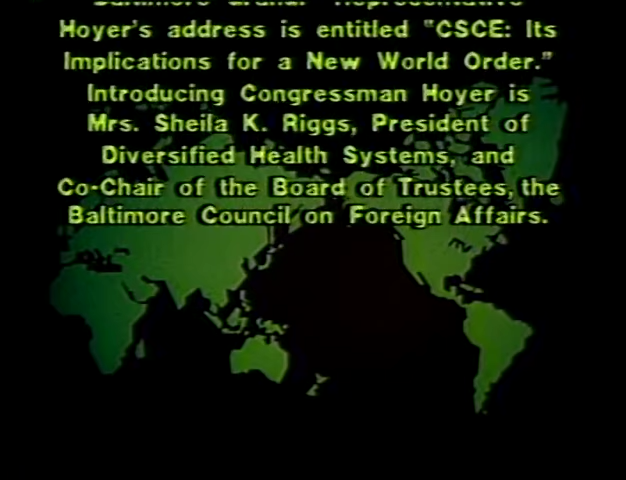 Hoyer's address is entitled "CSCE: Its
Implications for a New World Order."
Introducing Congressman Hoyer is
Mrs. Sheila K. Riggs, President of
Diversified Health Systems, and
Co-Chair of the Board of Trustees, the
Baltimore Council on Foreign Affairs.